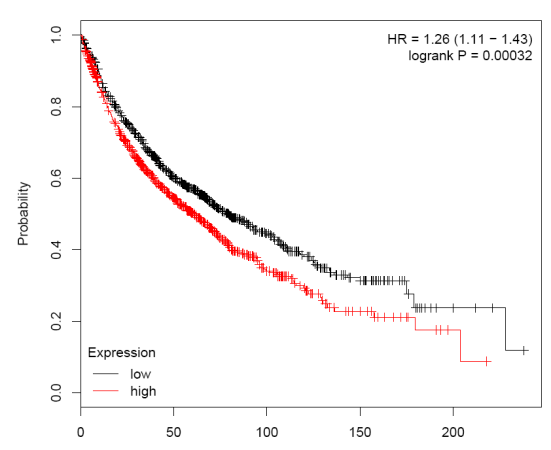 HR = 1.26 (1.11 − 1.43)
logrank P = 0.00032
1.0
0.8
0.6
0.4
0.2
0.0
Probability
Expression
low
high
0 50 100 150 200